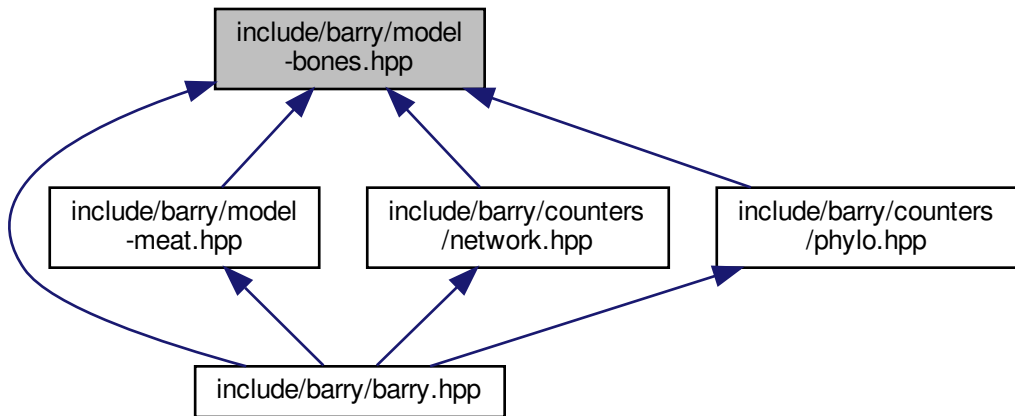 include/barry/model
-bones.hpp
include/barry/model
-meat.hpp
include/barry/counters
/network.hpp
include/barry/counters
/phylo.hpp
include/barry/barry.hpp